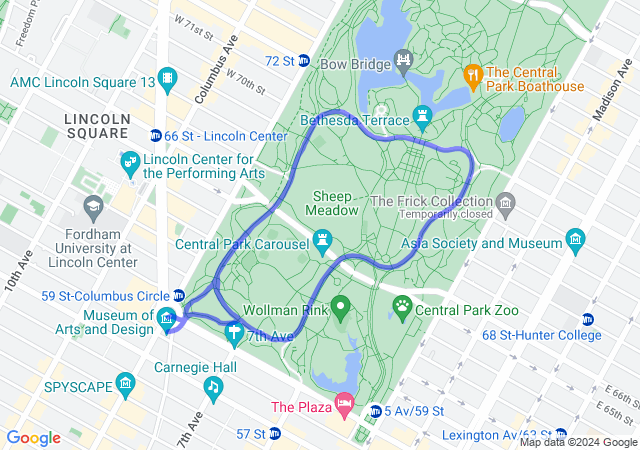 Freedom Pl
W 71st St
Columbus Ave
W 70th St
72 St
Bow Bridge
The Central
Park Boathouse
Madison Ave
AMC Lincoln Square 13
LINCOLN
SQUARE
Bethesda Terrace
66 St - Lincoln Center
Lincoln Center for
the Performing Arts
Sheep
Meadow
The Frick Collection
Temporarily closed
Fordham
University at
Lincoln Center
Central Park Carousel
Asia Society and Museum
10th Ave
59 St-Columbus Circle
Museum of
Arts and Design
Wollman Rink
Central Park Zoo
7th Ave
68 St-Hunter College
Carnegie Hall
SPYSCAPE
The Plaza
5 Av/59 St
E 66th St
E 65th St
7th Ave
57 St
Lexington Av/63 St
Google
Map data ©2024 Google